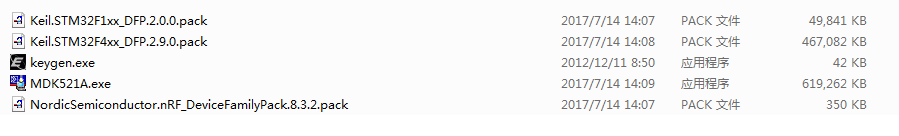 Keil.STM32F1xx_DFP.2.0.0.pack 2017/7/14 14:07 PACK 文件 49,841 KB
Keil.STM32F4xx_DFP.2.9.0.pack 2017/7/14 14:08 PACK 文件 467,082 KB
keygen.exe 2012/12/11 8:50 应用程序 42 KB
MDK521A.exe 2017/7/14 14:09 应用程序 619,262 KB
NordicSemiconductor.nRF_DeviceFamilyPack.8.3.2.pack 2017/7/14 14:07 PACK 文件 350 KB